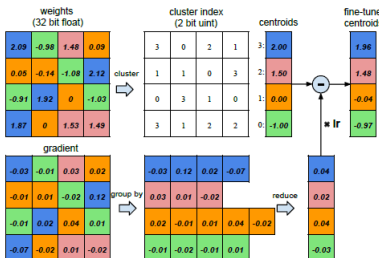 weights
(32 bit float)
cluster index
(2 bit uint)
centroids
fine-tuned
centroids
2.09 -0.98 1.48 0.09
0.05 -0.14 -1.08 2.12
-0.91 1.92 0 -1.03
1.87 0 1.53 1.49
cluster
3 0 2 1
1 1 0 3
0 3 1 0
3 1 2 2
3: 2.00
2: 1.50
1: 0.00
0: -1.00
1.96
1.48
-0.04
-0.97
× lr
gradient
-0.03 -0.01 0.03 0.02
-0.01 0.01 -0.02 0.12
-0.01 0.02 0.04 0.01
-0.07 -0.02 0.01 -0.02
group by
-0.03 0.12 0.02 -0.07
0.03 0.01 -0.02
0.02 -0.01 0.01 0.04 -0.02
-0.01 -0.02 -0.01 0.01
reduce
0.04
0.02
0.04
-0.03